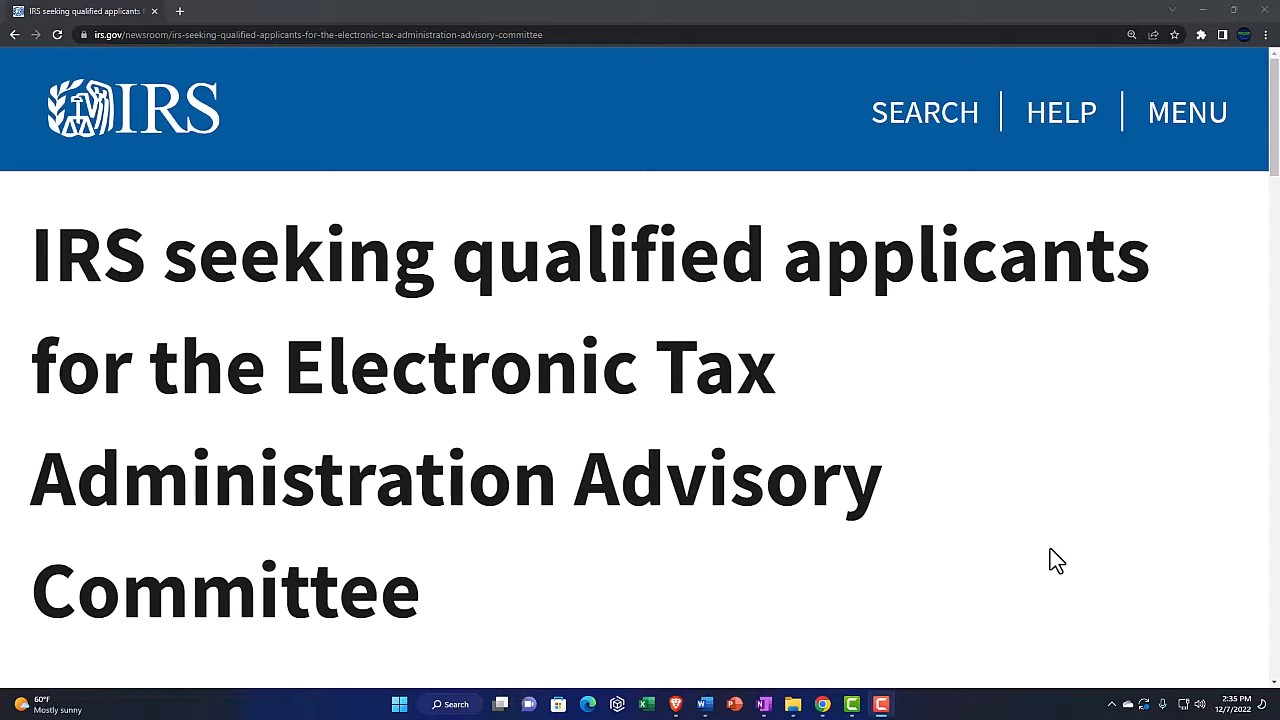 IRS seeking qualified applicants
irs.gov/newsroom/irs-seeking-qualified-applicants-for-the-electronic-tax-administration-advisory-committee
IRS
SEARCH
HELP
MENU
IRS seeking qualified applicants
for the Electronic Tax
Administration Advisory
Committee
60°F
Mostly sunny
Search
2:35 PM
12/7/2022